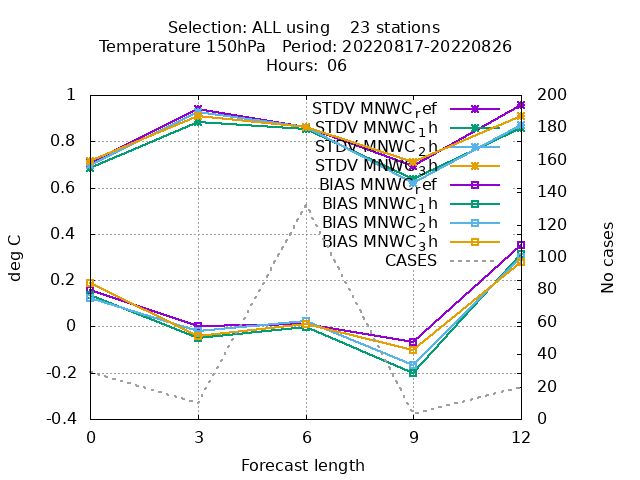 Selection: ALL using    23 stations
Temperature 150hPa   Period: 20220817-20220826
Hours: 06
1
0.8
0.6
0.4
0.2
0
-0.2
-0.4
deg C
STDV MNWC_ref
STDV MNWC_1h
STDV MNWC_2h
STDV MNWC_3h
BIAS MNWC_ref
BIAS MNWC_1h
BIAS MNWC_2h
BIAS MNWC_3h
CASES
200
180
160
140
120
100
80
60
40
20
0
No cases
0 3 6 9 12
Forecast length